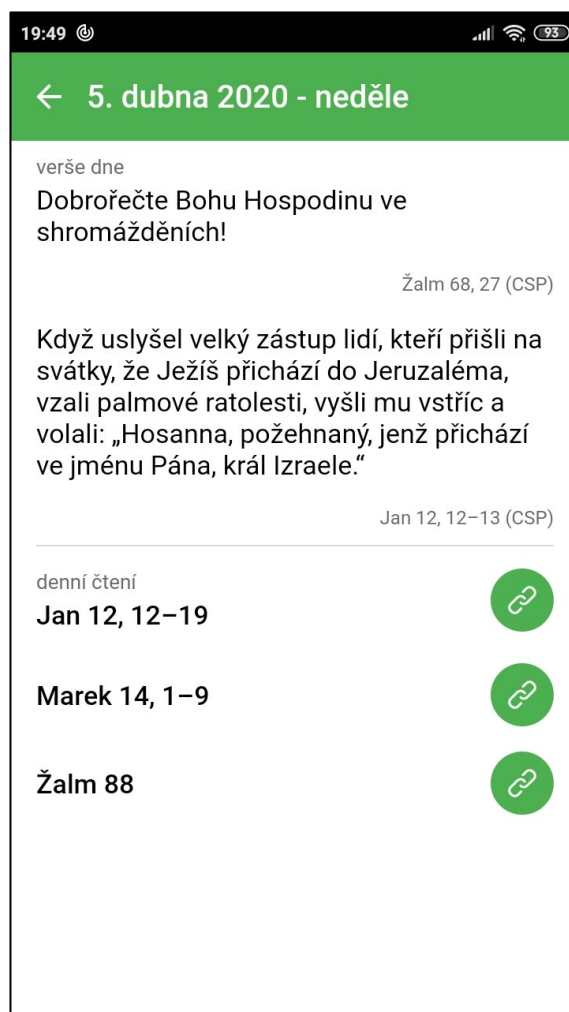 19:49 93
5. dubna 2020 - neděle
verše dne
Dobrořečte Bohu Hospodinu ve
shromážděních!
Žalm 68, 27 (CSP)
Když uslyšel velký zástup lidí, kteří přišli na
svátky, že Ježíš přichází do Jeruzaléma,
vzali palmové ratolesti, vyšli mu vstříc a
volali: „Hosanna, požehnaný, jenž přichází
ve jménu Pána, král Izraele.“
Jan 12, 12–13 (CSP)
denní čtení
Jan 12, 12–19
Marek 14, 1–9
Žalm 88